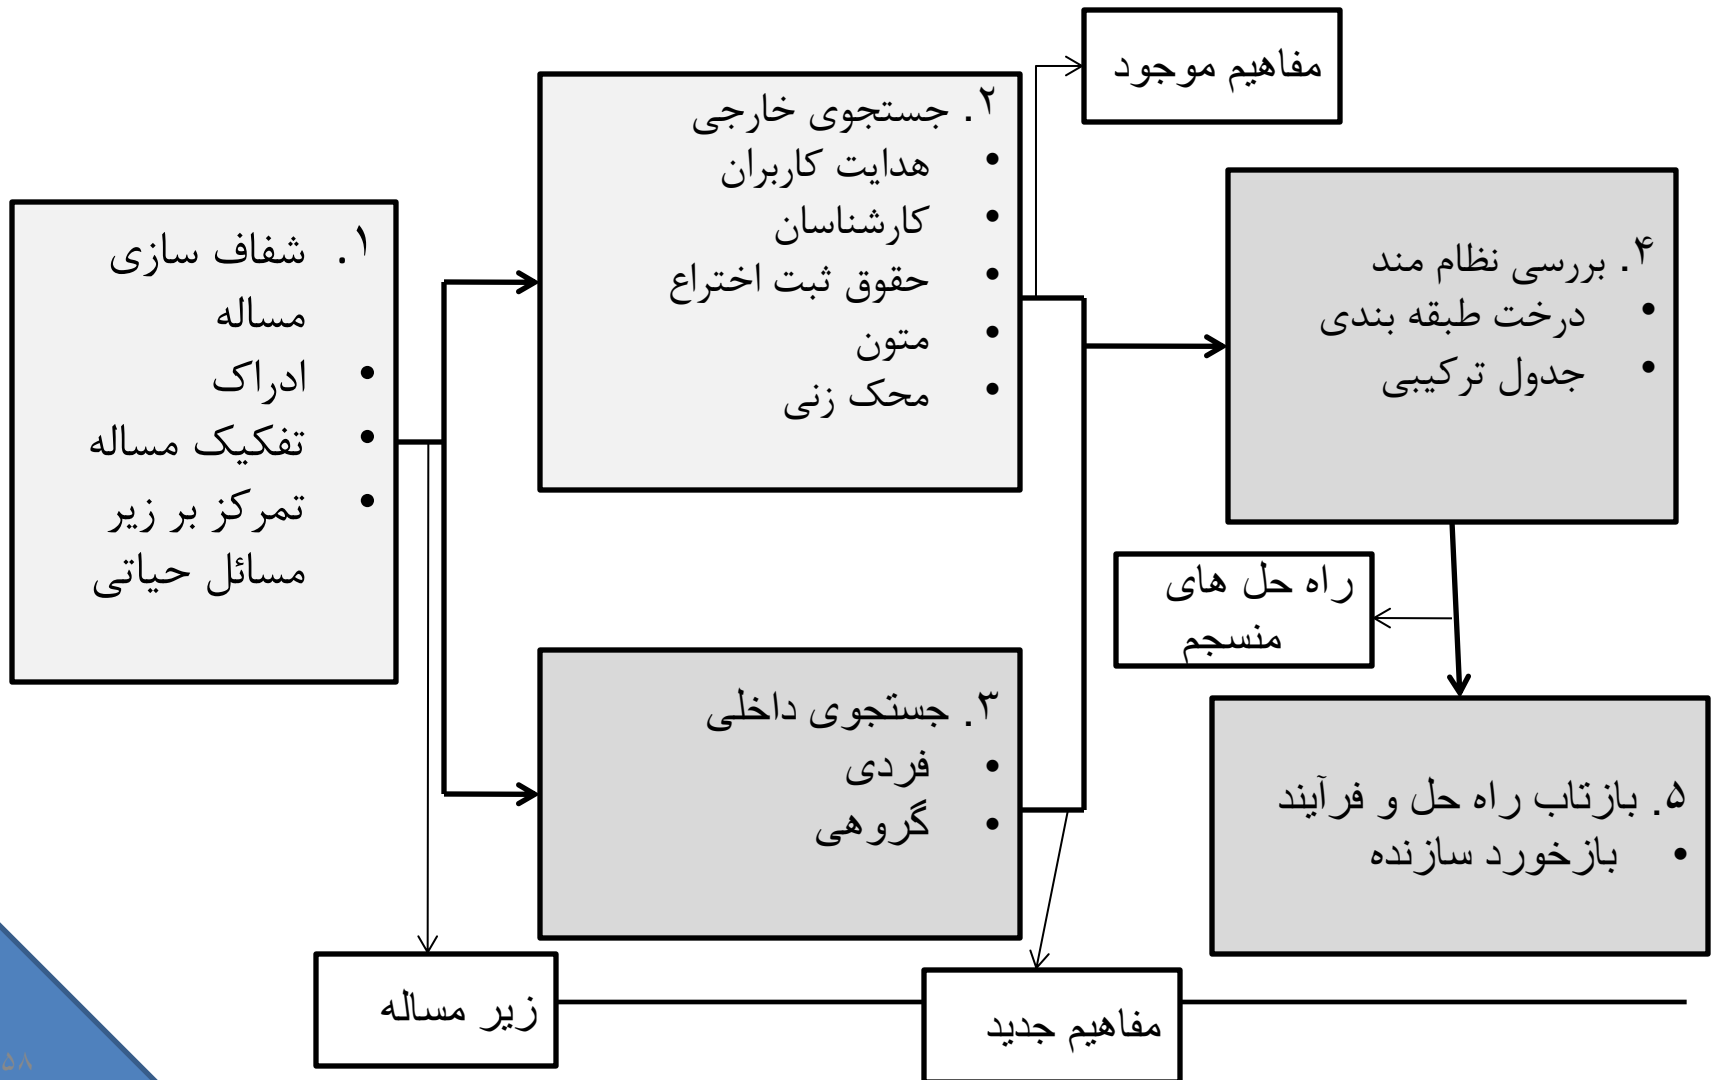 مفاهیم موجود
۱. شفاف سازی
مساله
• ادراک
• تفکیک مساله
• تمرکز بر زیر
مسائل حیاتی
۲. جستجوی خارجی
• هدایت کاربران
• کارشناسان
• حقوق ثبت اختراع
• متون
• محک زنی
۳. جستجوی داخلی
• فردی
• گروهی
۴. بررسی نظام مند
• درخت طبقه بندی
• جدول ترکیبی
راه حل های
منسجم
۵. بازتاب راه حل و فرآیند
• بازخورد سازنده
زیر مساله
مفاهیم جدید
۵۸